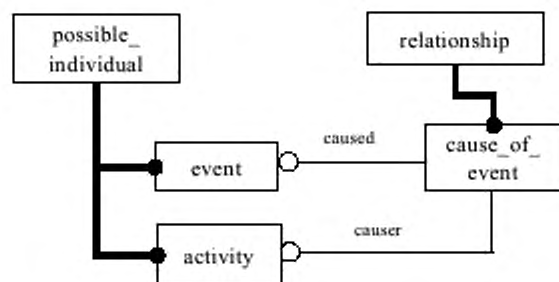 possible_
individual
relationship
caused
cause_of_
event
event
causer
activity